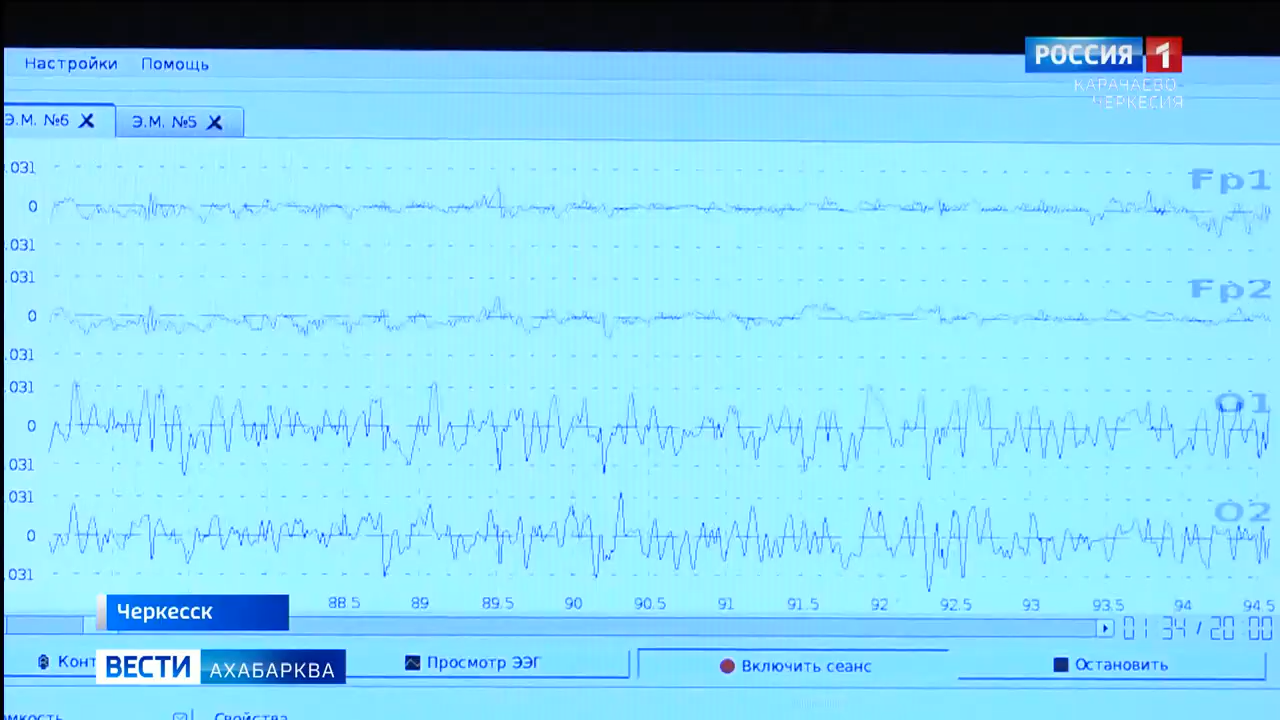 Настройки Помощь
РОССИЯ 1
КАРАЧАЕВО-
ЧЕРКЕСИЯ
Э.М. №6 Э.М. №5
.031
Fp1
0
.031
.031
Fp2
0
.031
.031
O1
0
.031
.031
O2
0
.031
88.5 89 89.5 90 90.5 91 91.5 92 92.5 93 93.5 94 94.5
Черкесск
01 34 / 20 00
Конт Просмотр ЭЭГ Включить сеанс Остановить
ВЕСТИ АХАБАРКВА
Свойства